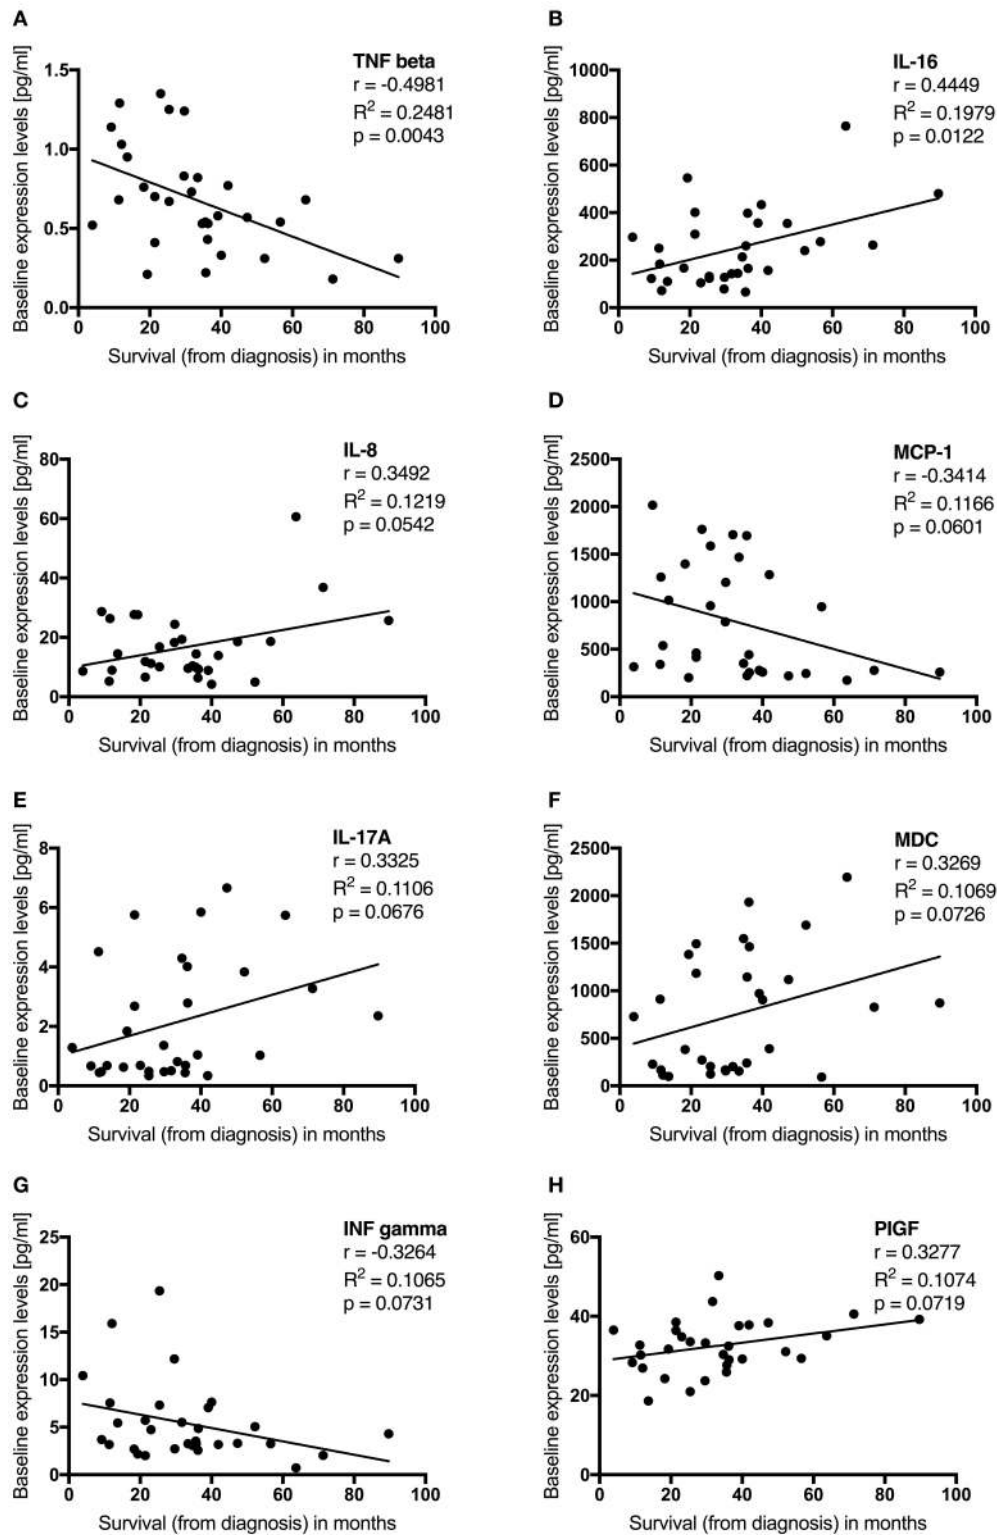 A
TNF beta
r = -0.4981
R2 = 0.2481
p = 0.0043
Baseline expression levels [pg/ml]
1.5
1.0
0.5
0.0
0 20 40 60 80 100
Survival (from diagnosis) in months
B
IL-16
r = 0.4449
R2 = 0.1979
p = 0.0122
Baseline expression levels [pg/ml]
1000
800
600
400
200
0
0 20 40 60 80 100
Survival (from diagnosis) in months
C
IL-8
r = 0.3492
R2 = 0.1219
p = 0.0542
Baseline expression levels [pg/ml]
80
60
40
20
0
0 20 40 60 80 100
Survival (from diagnosis) in months
D
MCP-1
r = -0.3414
R2 = 0.1166
p = 0.0601
Baseline expression levels [pg/ml]
2500
2000
1500
1000
500
0
0 20 40 60 80 100
Survival (from diagnosis) in months
E
IL-17A
r = 0.3325
R2 = 0.1106
p = 0.0676
Baseline expression levels [pg/ml]
8
6
4
2
0
0 20 40 60 80 100
Survival (from diagnosis) in months
F
MDC
r = 0.3269
R2 = 0.1069
p = 0.0726
Baseline expression levels [pg/ml]
2500
2000
1500
1000
500
0
0 20 40 60 80 100
Survival (from diagnosis) in months
G
INF gamma
r = -0.3264
R2 = 0.1065
p = 0.0731
Baseline expression levels [pg/ml]
25
20
15
10
5
0
0 20 40 60 80 100
Survival (from diagnosis) in months
H
PlGF
r = 0.3277
R2 = 0.1074
p = 0.0719
Baseline expression levels [pg/ml]
60
40
20
0
0 20 40 60 80 100
Survival (from diagnosis) in months